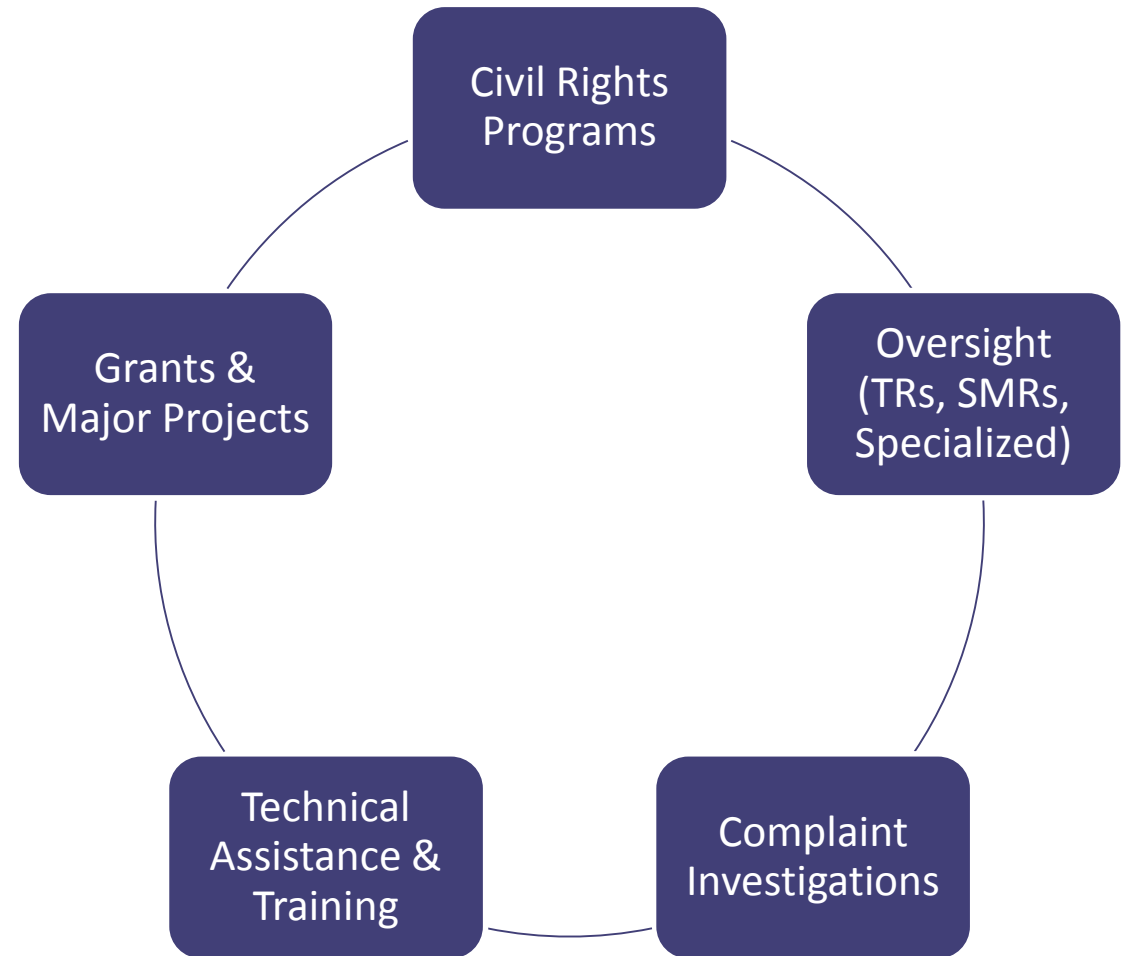 Civil Rights
Programs
Oversight
(TRs, SMRs,
Specialized)
Complaint
Investigations
Technical
Assistance &
Training
Grants &
Major Projects